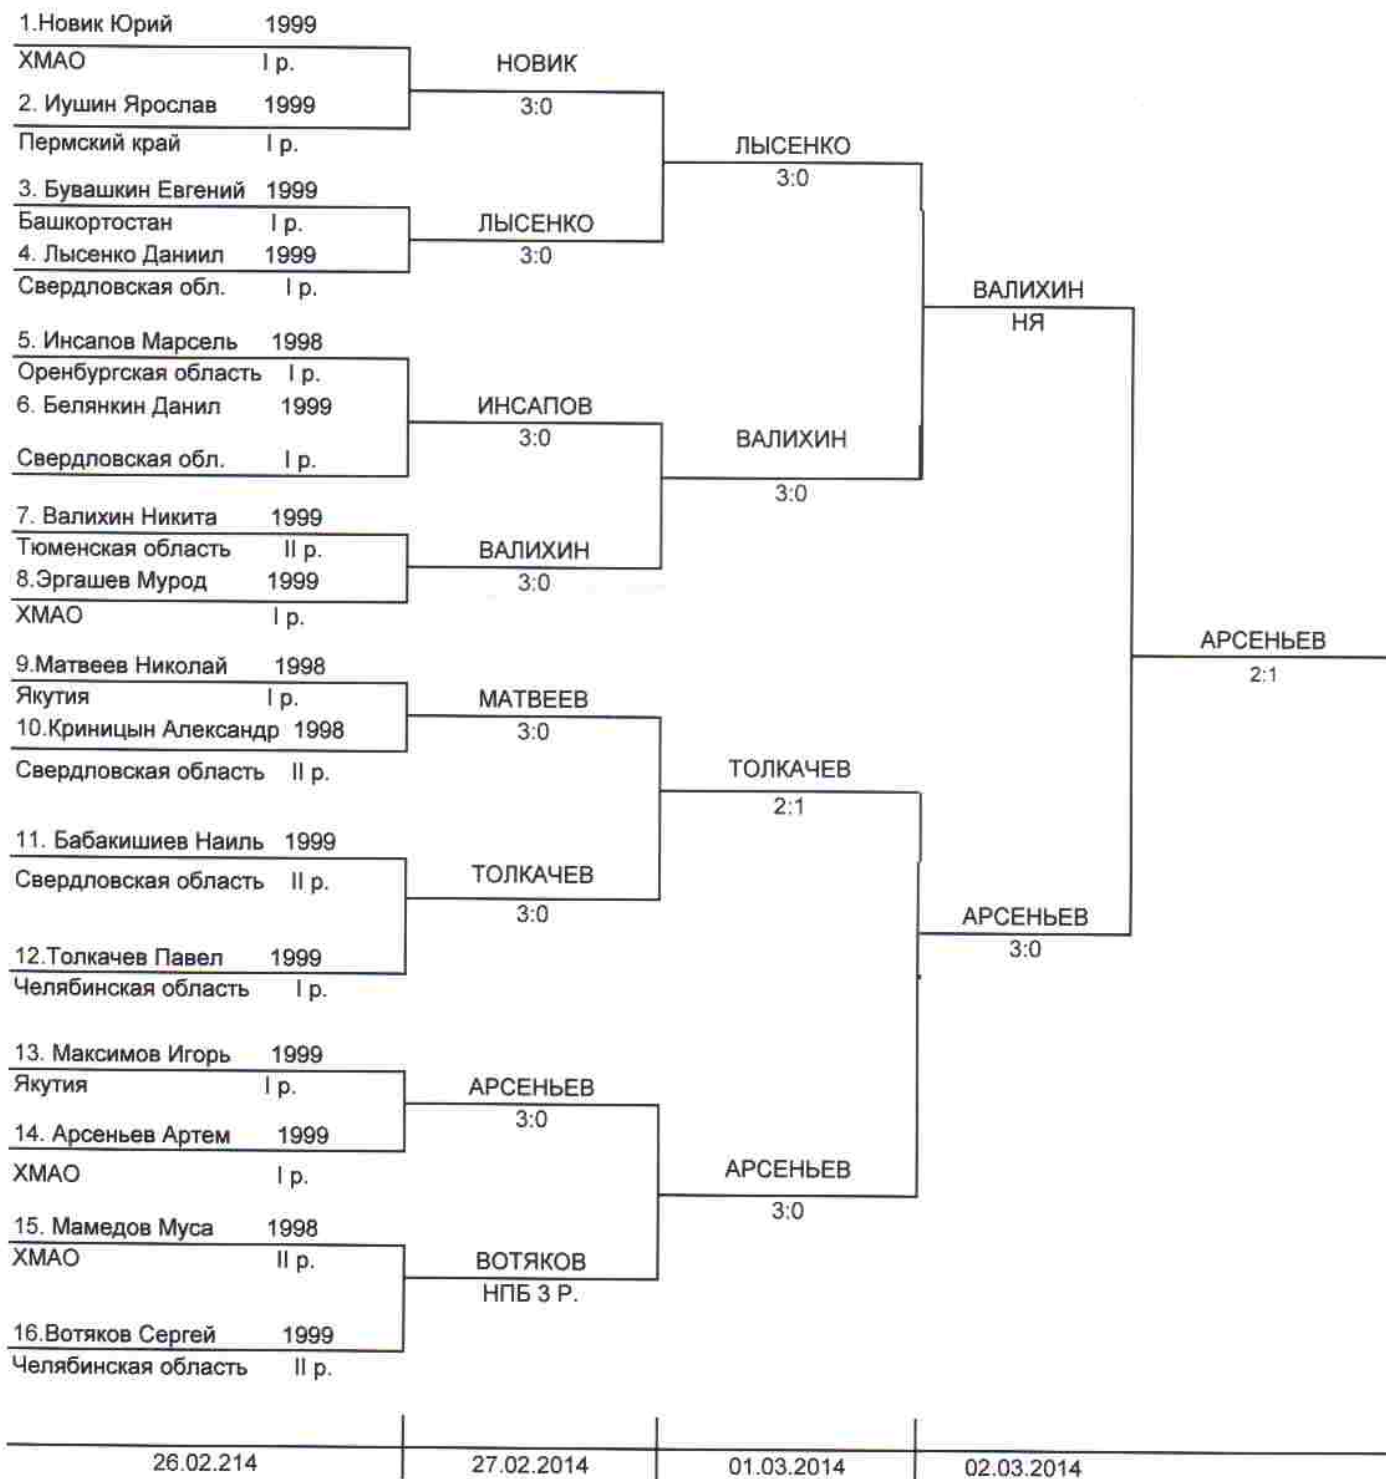 1.Новик Юрий 1999
ХМАО I р.
2. Иушин Ярослав 1999
Пермский край I р.
3. Бувашкин Евгений 1999
Башкортостан I р.
4. Лысенко Даниил 1999
Свердловская обл. I р.
5. Инсапов Марсель 1998
Оренбургская область I р.
6. Белянкин Данил 1999
Свердловская обл. I р.
7. Валихин Никита 1999
Тюменская область II р.
8.Эргашев Мурод 1999
ХМАО I р.
9.Матвеев Николай 1998
Якутия I р.
10.Криницын Александр 1998
Свердловская область II р.
11. Бабакишиев Наиль 1999
Свердловская область II р.
12.Толкачев Павел 1999
Челябинская область I р.
13. Максимов Игорь 1999
Якутия I р.
14. Арсеньев Артем 1999
ХМАО I р.
15. Мамедов Муса 1998
ХМАО II р.
16.Вотяков Сергей 1999
Челябинская область II р.
НОВИК
3:0
ЛЫСЕНКО
3:0
ИНСАПОВ
3:0
ВАЛИХИН
3:0
МАТВЕЕВ
3:0
ТОЛКАЧЕВ
3:0
АРСЕНЬЕВ
3:0
ВОТЯКОВ
НПБ 3 Р.
ЛЫСЕНКО
3:0
ВАЛИХИН
3:0
ТОЛКАЧЕВ
2:1
АРСЕНЬЕВ
3:0
ВАЛИХИН
НЯ
АРСЕНЬЕВ
3:0
АРСЕНЬЕВ
2:1
26.02.214 27.02.2014 01.03.2014 02.03.2014